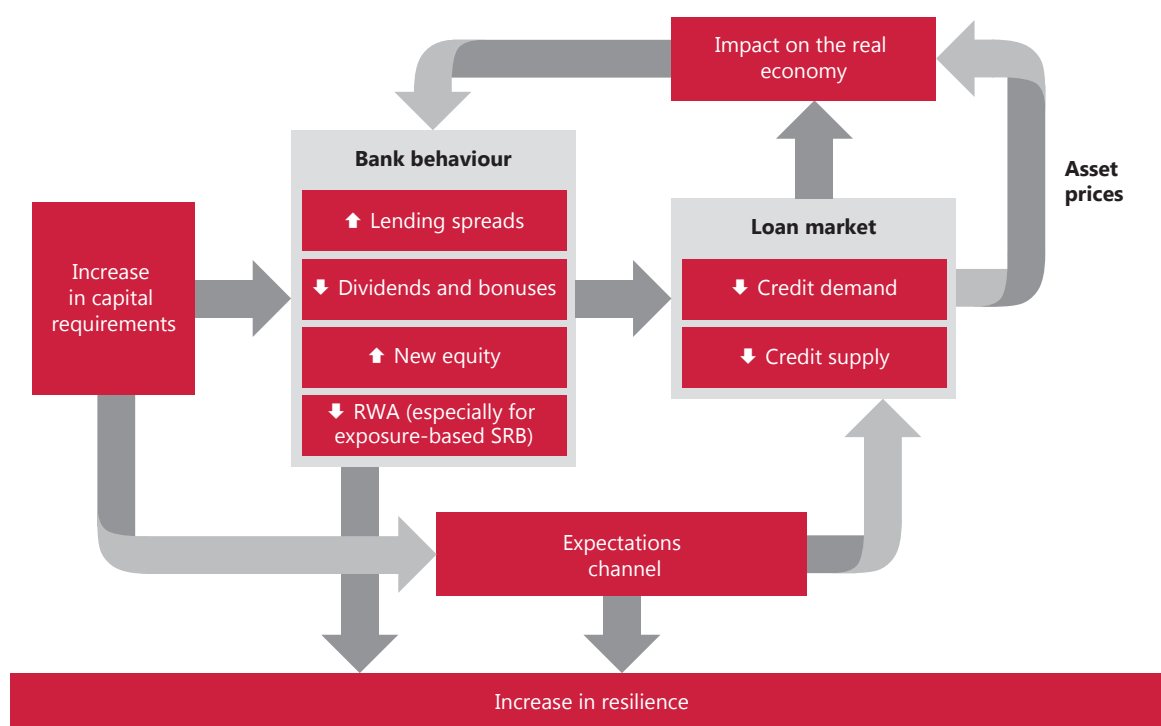 Impact on the real
economy
Bank behaviour
⬆ Lending spreads
⬇ Dividends and bonuses
⬆ New equity
⬇ RWA (especially for
exposure-based SRB)
Increase
in capital
requirements
Loan market
⬇ Credit demand
⬇ Credit supply
Asset
prices
Expectations
channel
Increase in resilience